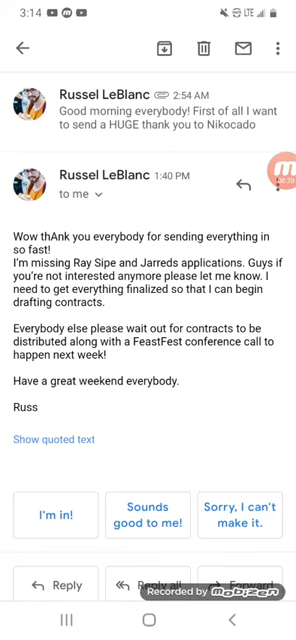 3:14
LTE
Russel LeBlanc 2:54 AM
Good morning everybody! First of all I want
to send a HUGE thank you to Nikocado
Russel LeBlanc 1:40 PM
to me
00:20
Wow thAnk you everybody for sending everything in
so fast!
I'm missing Ray Sipe and Jarreds applications. Guys if
you're not interested anymore please let me know. I
need to get everything finalized so that I can begin
drafting contracts.
Everybody else please wait out for contracts to be
distributed along with a FeastFest conference call to
happen next week!
Have a great weekend everybody.
Russ
Show quoted text
I'm in!
Sounds
good to me!
Sorry, I can't
make it.
Reply
Reply all
Forward
Recorded by mobizen